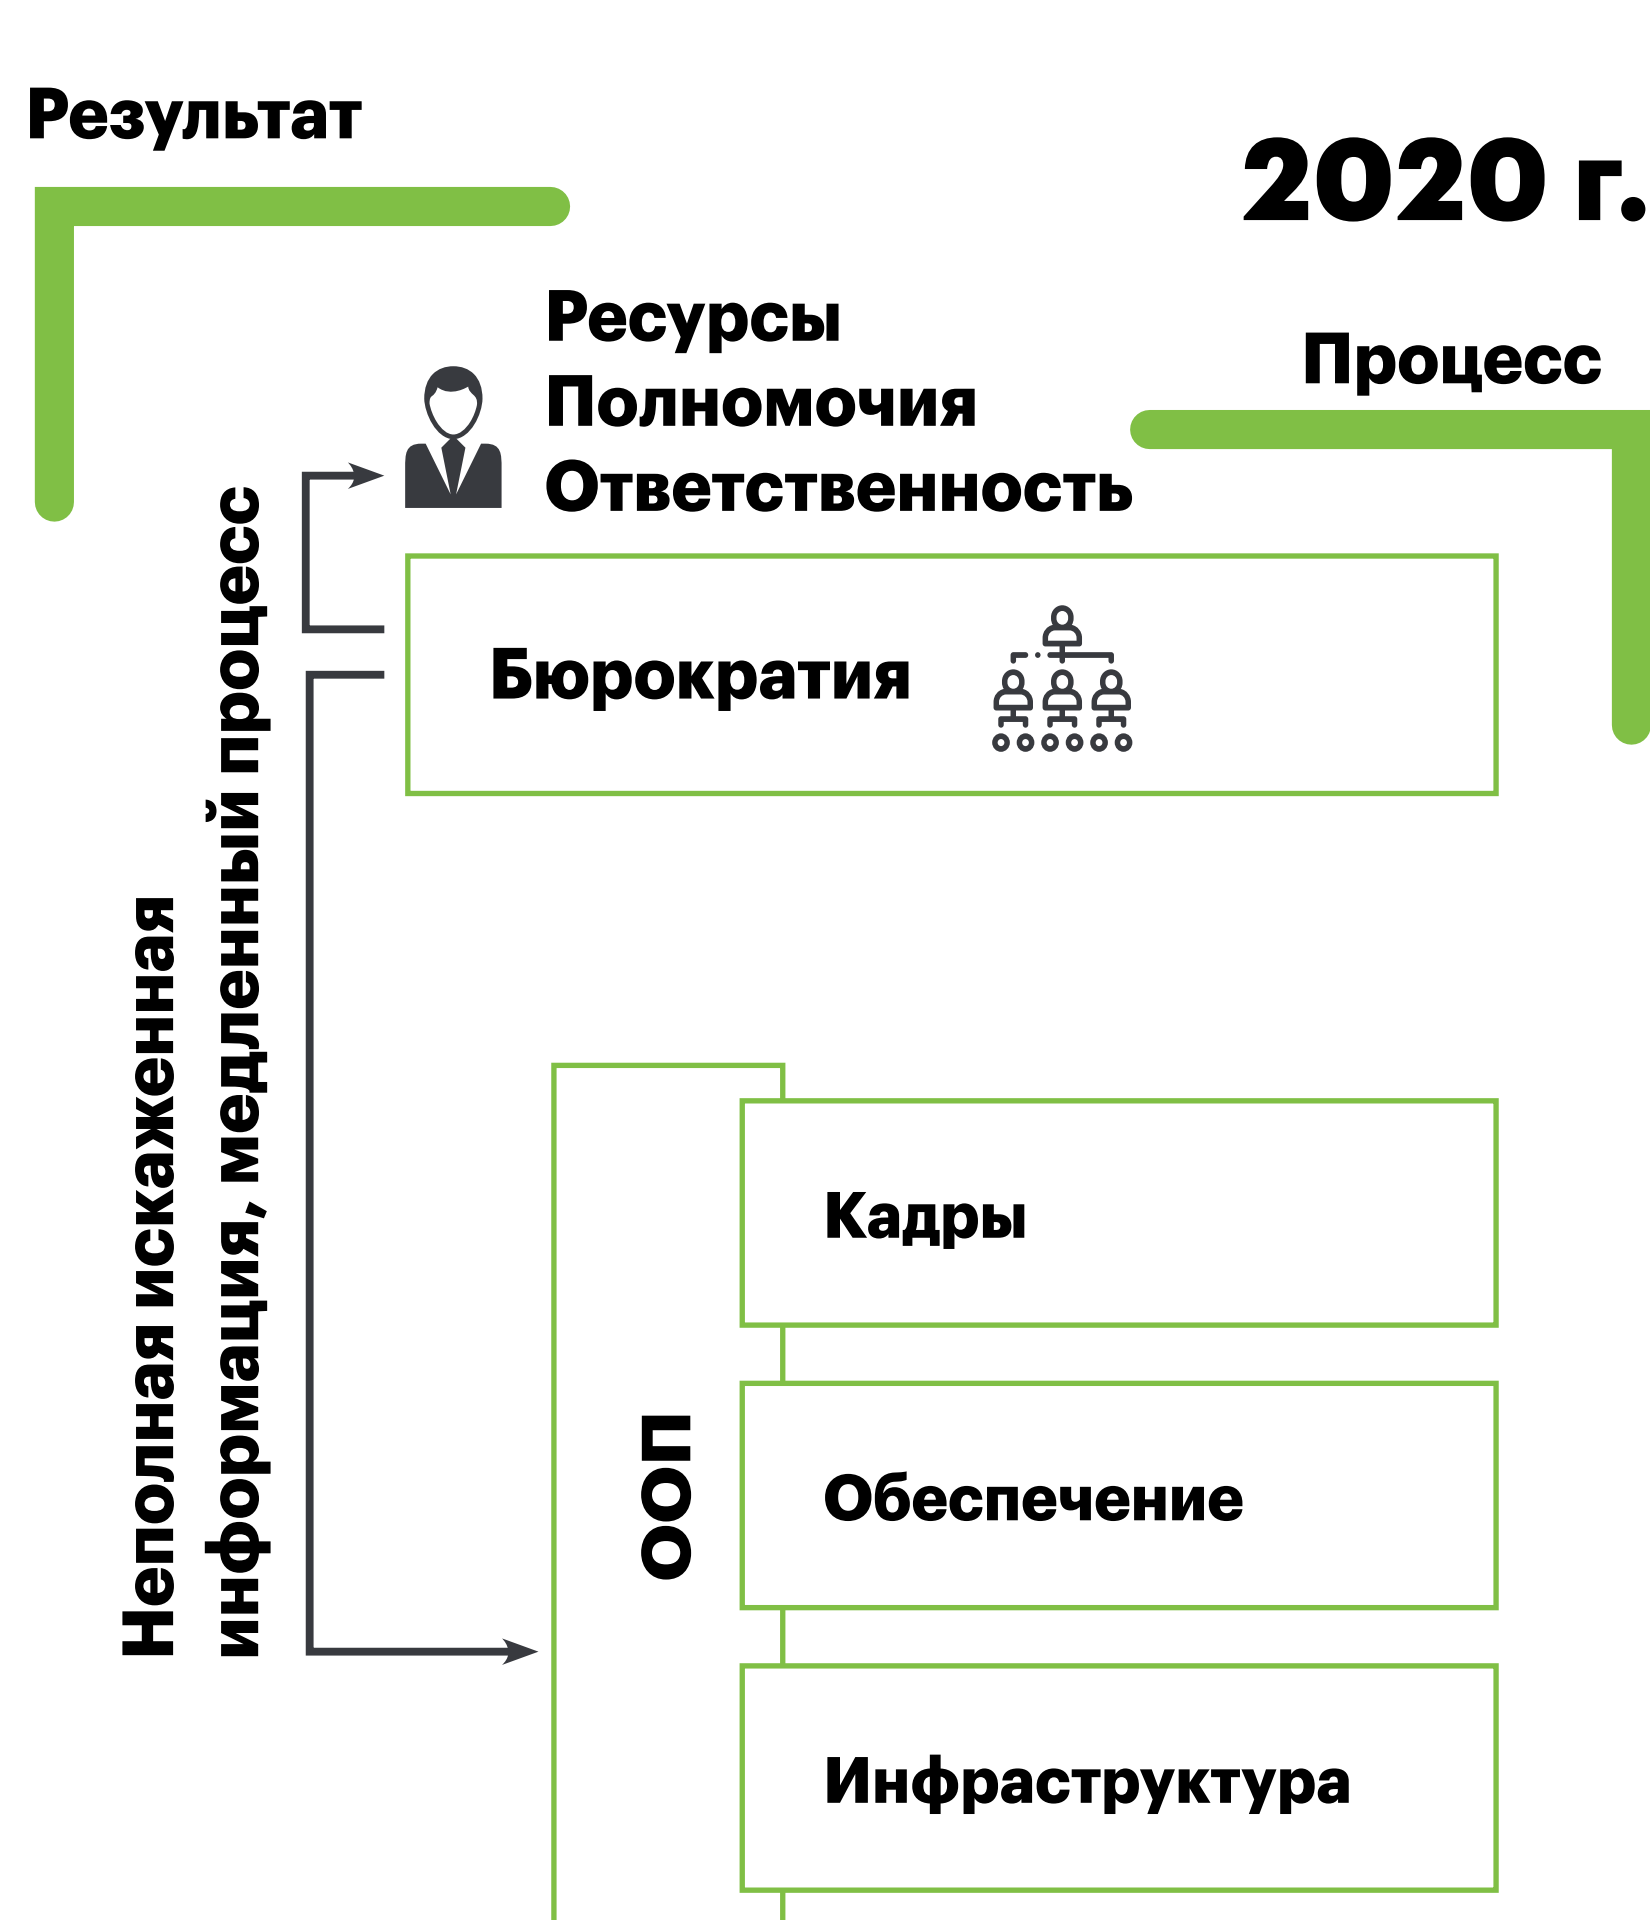 Результат
2020 г.
Ресурсы
Полномочия
Ответственность
Процесс
Бюрократия
Неполная искаженная
информация, медленный процесс
ООП
Кадры
Обеспечение
Инфраструктура